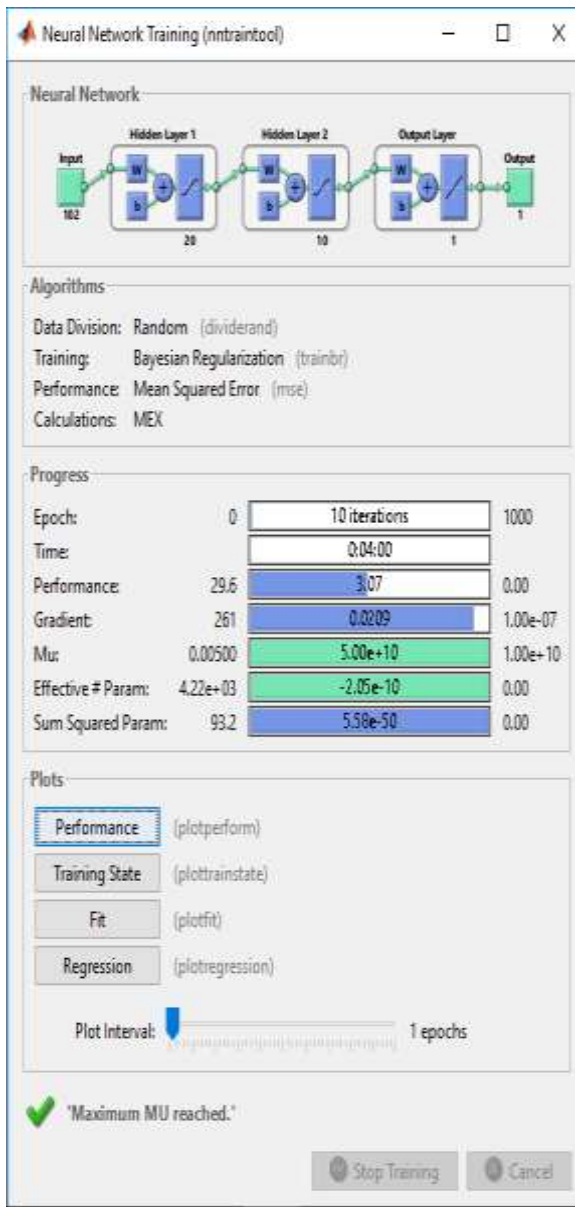 Neural Network Training (nntraintool)
Neural Network
Hidden Layer 1 Hidden Layer 2 Output Layer
Input Output
W W W
+ + +
b b b
102 20 10 1 1
Algorithms
Data Division: Random (dividerand)
Training: Bayesian Regularization (trainbr)
Performance: Mean Squared Error (mse)
Calculations: MEX
Progress
Epoch: 0 10 iterations 1000
Time: 0:04:00
Performance: 29.6 3.07 0.00
Gradient: 261 0.0209 1.00e-07
Mu: 0.00500 5.00e+10 1.00e+10
Effective # Param: 4.22e+03 -2.05e-10 0.00
Sum Squared Param: 93.2 5.58e-50 0.00
Plots
Performance (plotperform)
Training State (plottrainstate)
Fit (plotfit)
Regression (plotregression)
Plot Interval: 1 epochs
'Maximum MU reached.'
Stop Training Cancel